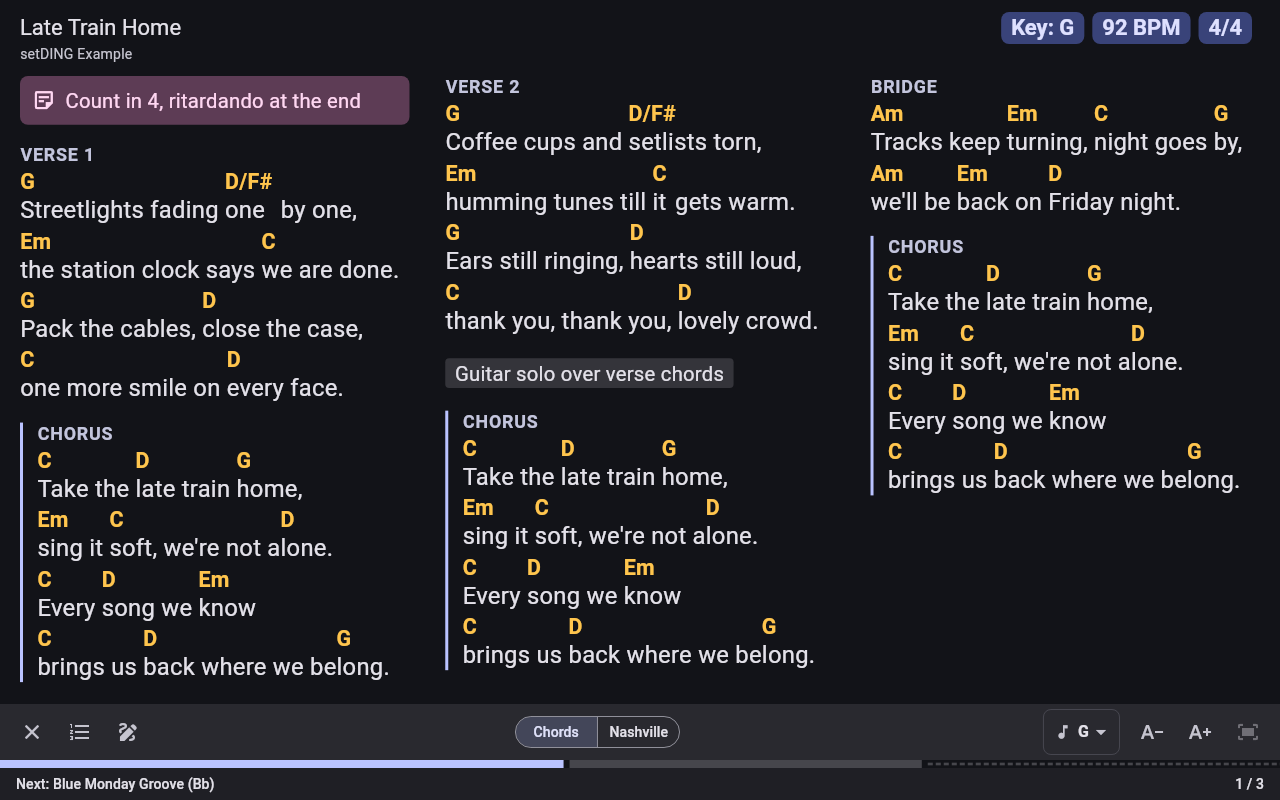 Late Train Home
setDING Example
Key: G 92 BPM 4/4
Count in 4, ritardando at the end
VERSE 1
G D/F#
Streetlights fading one by one,
Em C
the station clock says we are done.
G D
Pack the cables, close the case,
C D
one more smile on every face.
CHORUS
C D G
Take the late train home,
Em C D
sing it soft, we're not alone.
C D Em
Every song we know
C D G
brings us back where we belong.
VERSE 2
G D/F#
Coffee cups and setlists torn,
Em C
humming tunes till it gets warm.
G D
Ears still ringing, hearts still loud,
C D
thank you, thank you, lovely crowd.
Guitar solo over verse chords
CHORUS
C D G
Take the late train home,
Em C D
sing it soft, we're not alone.
C D Em
Every song we know
C D G
brings us back where we belong.
BRIDGE
Am Em C G
Tracks keep turning, night goes by,
Am Em D
we'll be back on Friday night.
CHORUS
C D G
Take the late train home,
Em C D
sing it soft, we're not alone.
C D Em
Every song we know
C D G
brings us back where we belong.
Chords Nashville
G A− A+
Next: Blue Monday Groove (Bb) 1 / 3